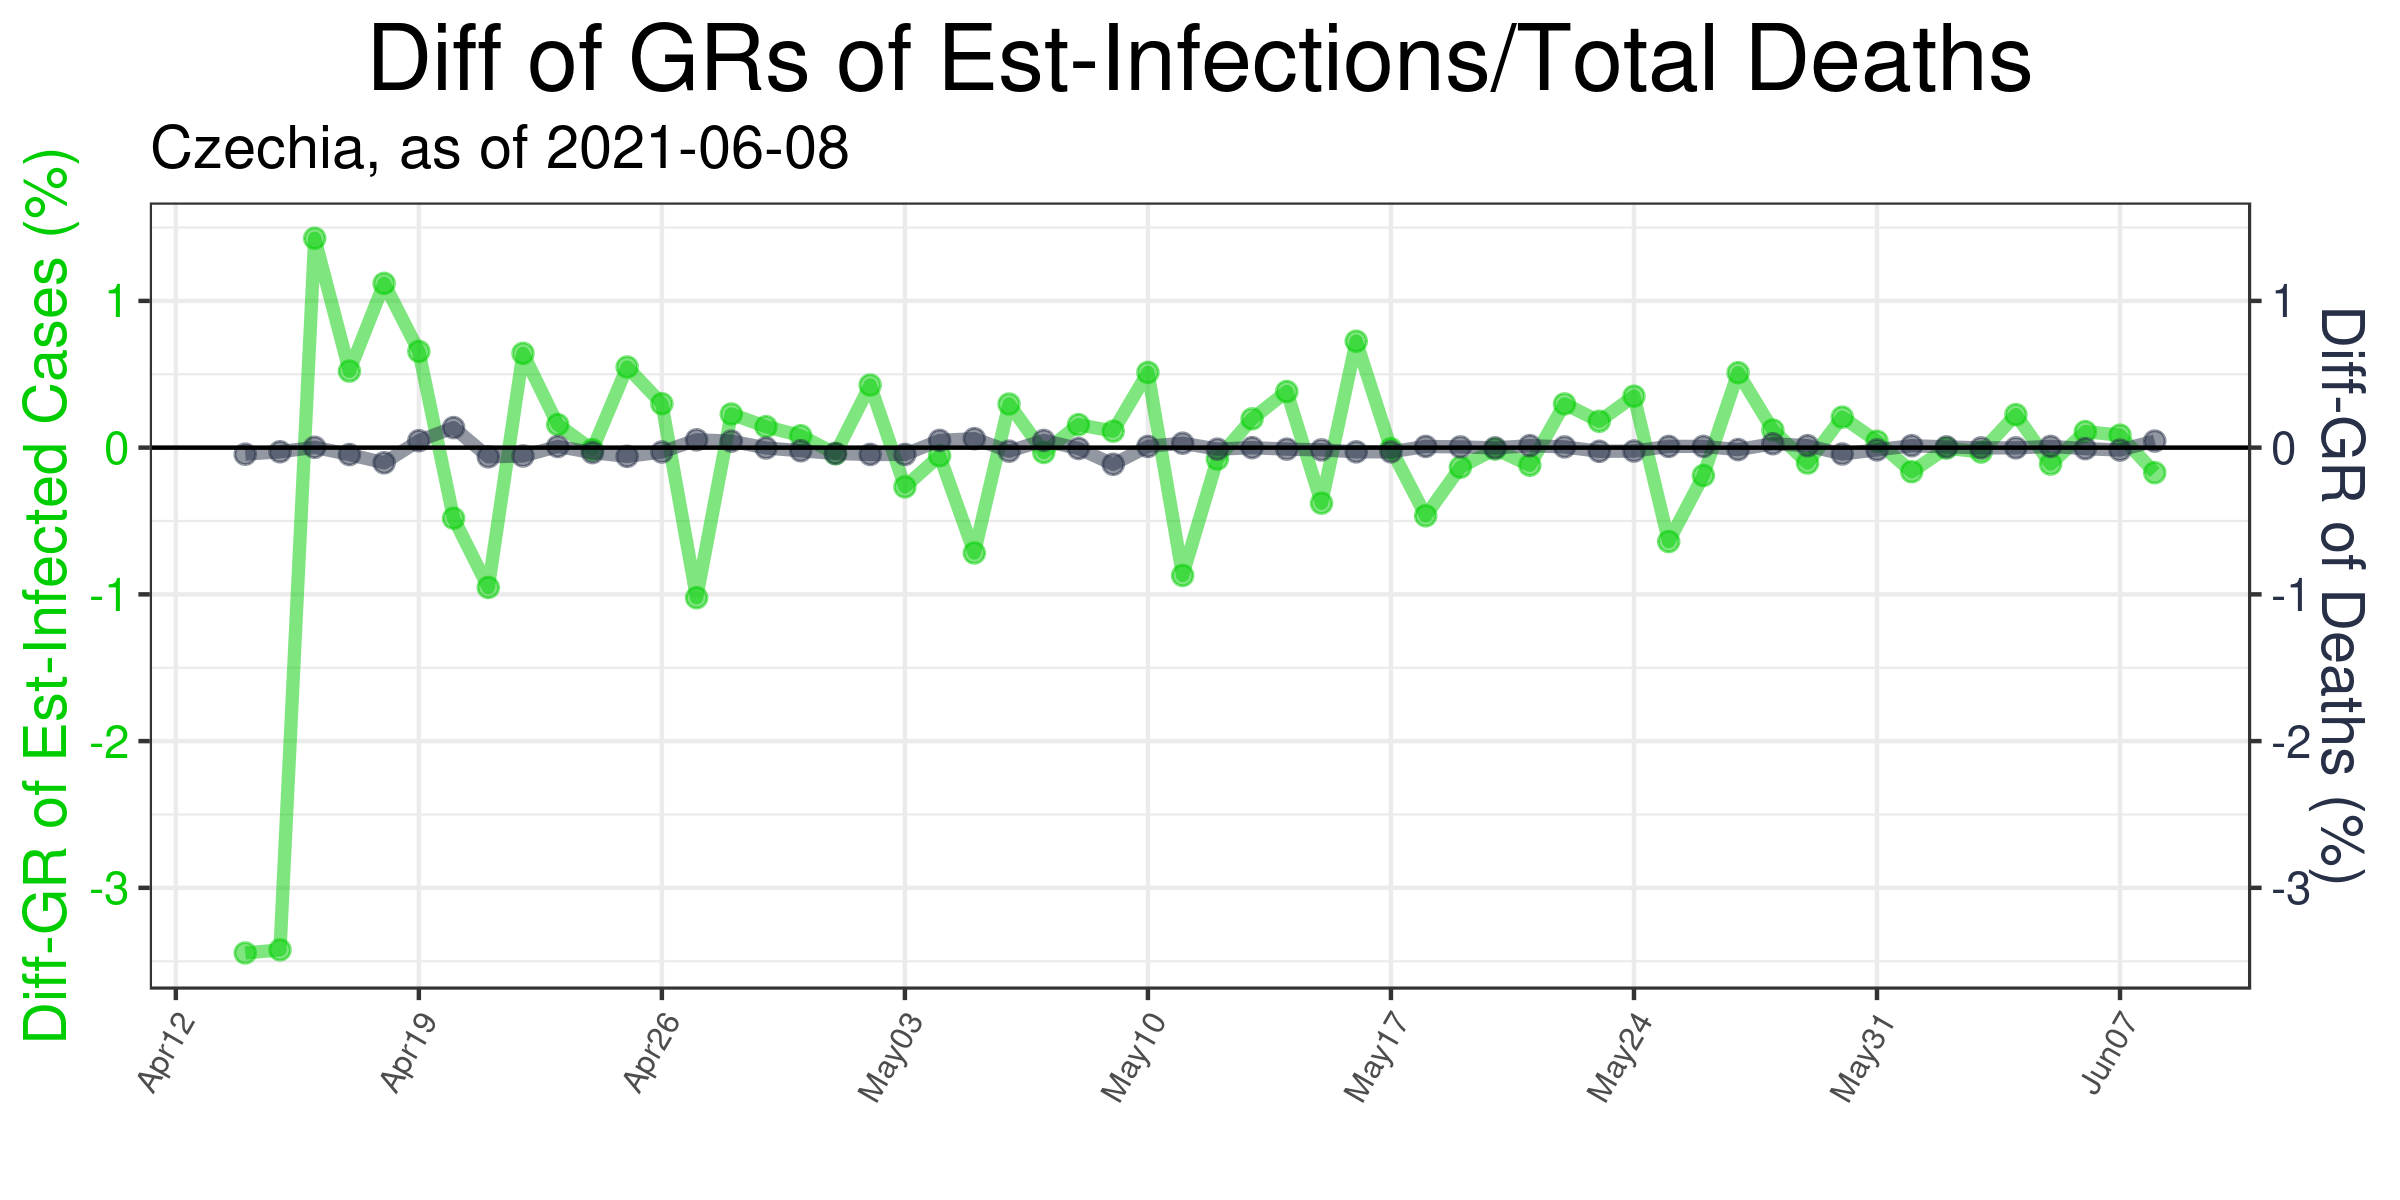 Diff of GRs of Est-Infections/Total Deaths
Czechia, as of 2021-06-08
Diff-GR of Est-Infected Cases (%)
1
0
-1
-2
-3
1
0
-1
-2
-3
Diff-GR of Deaths (%)
Apr12
Apr19
Apr26
May03
May10
May17
May24
May31
Jun07